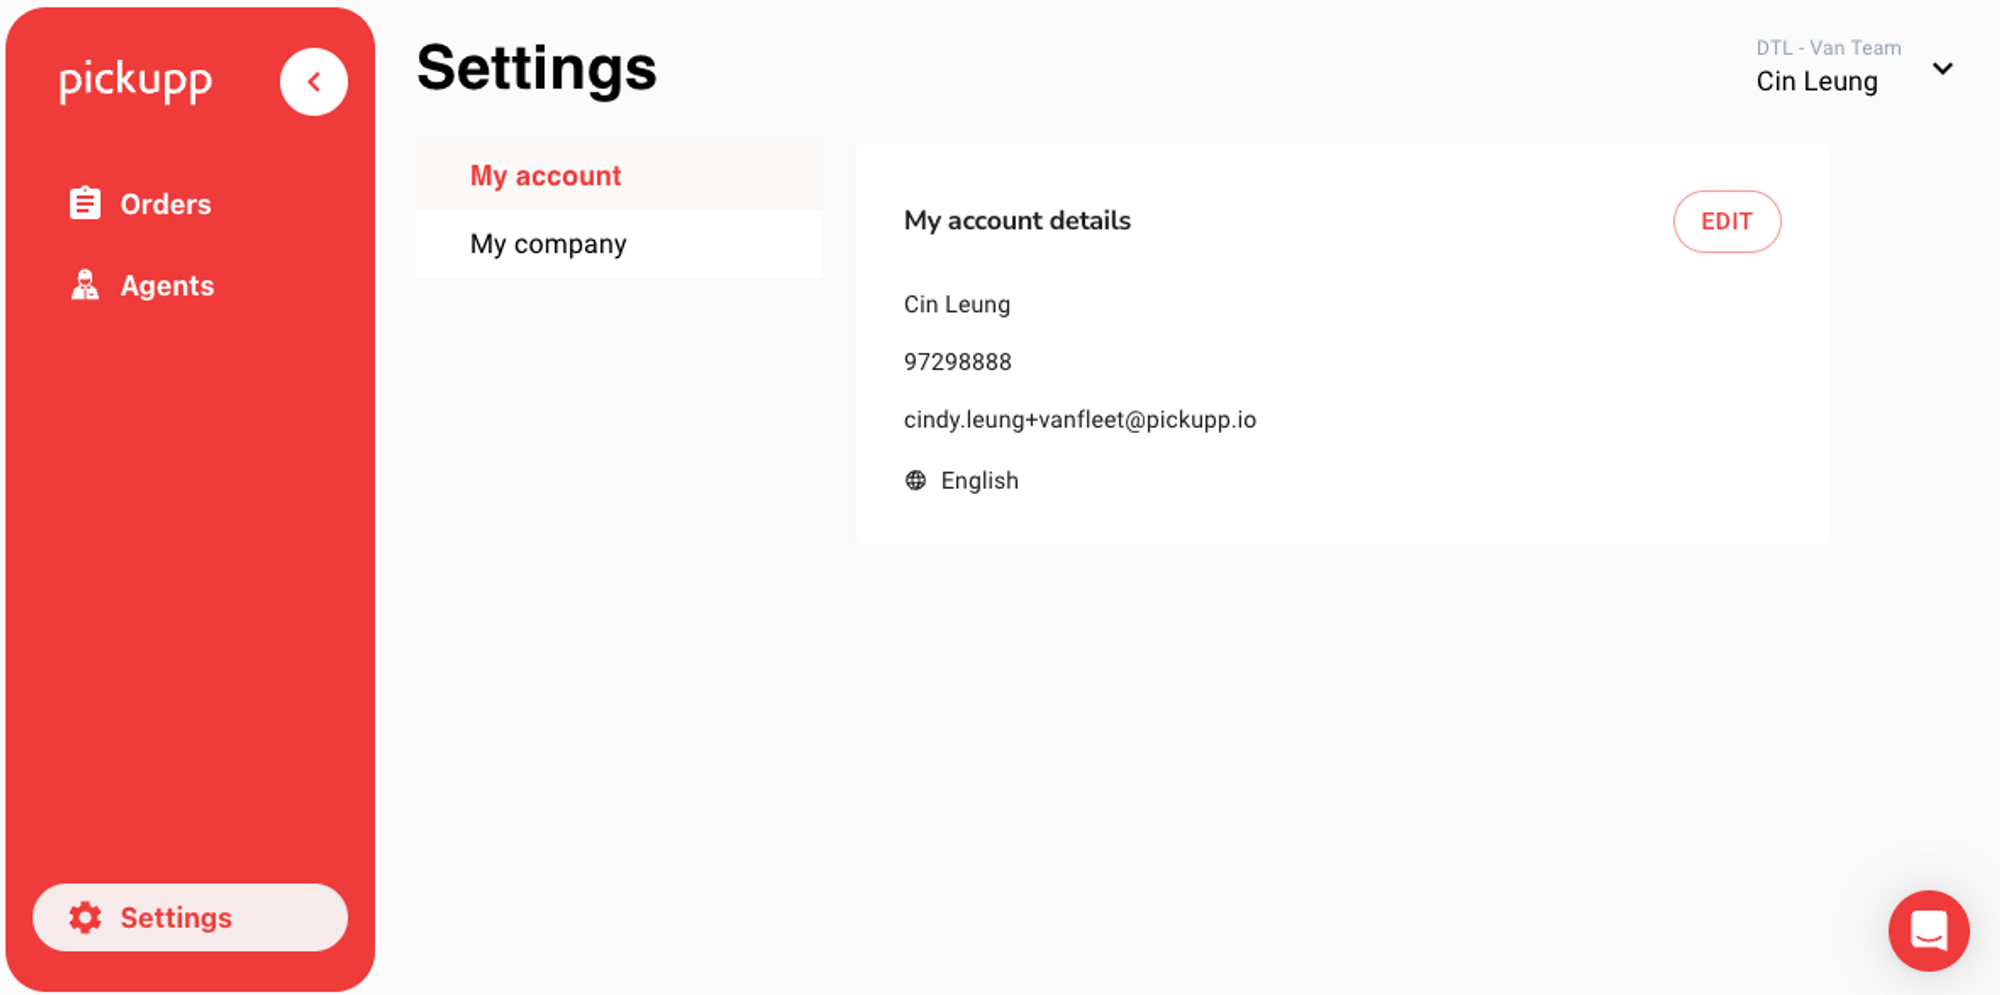 pickupp
Orders
Agents
Settings
Settings
DTL - Van Team
Cin Leung
My account
My company
My account details
EDIT
Cin Leung
97298888
cindy.leung+vanfleet@pickupp.io
English